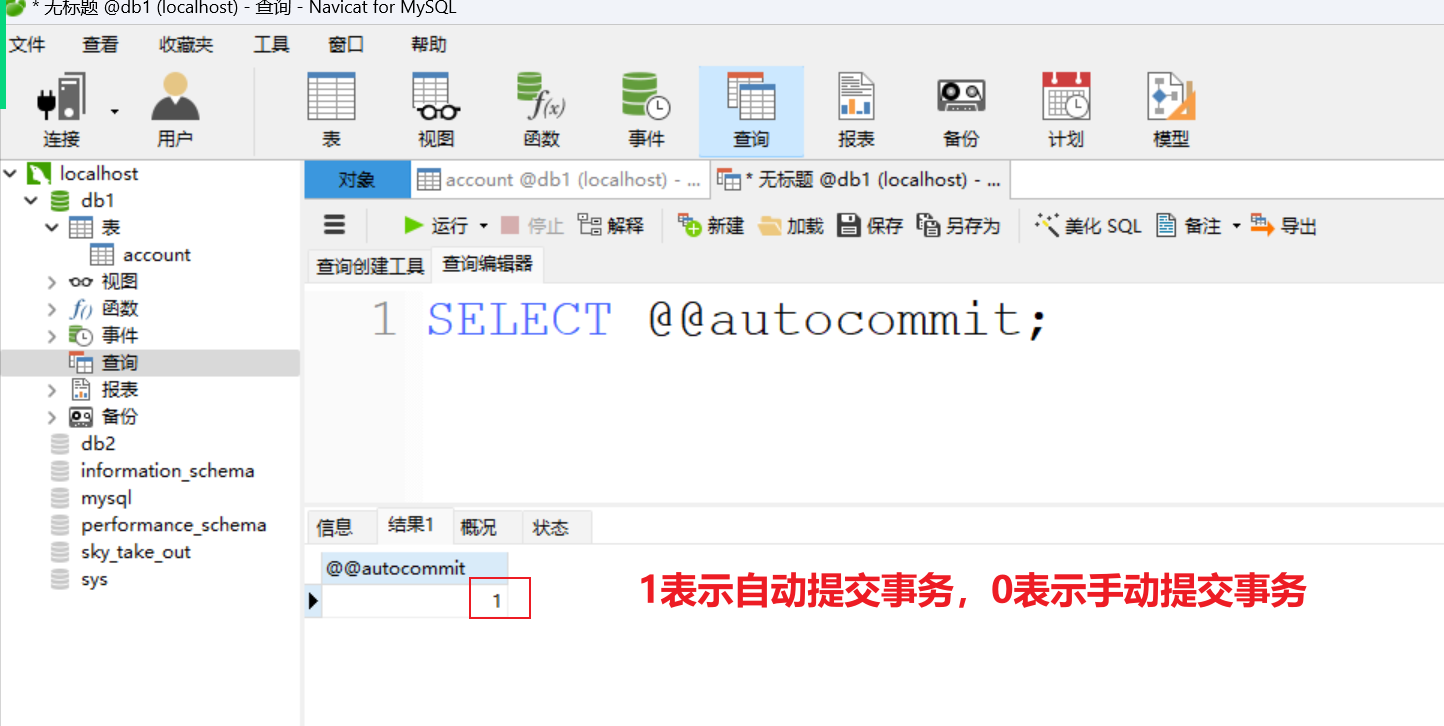 * 无标题 @db1 (localhost) - 查询 - Navicat for MySQL
文件 查看 收藏夹 工具 窗口 帮助
连接 用户 表 视图 函数 事件 查询 报表 备份 计划 模型
localhost
db1
表
account
视图
函数
事件
查询
报表
备份
db2
information_schema
mysql
performance_schema
sky_take_out
sys
对象 account @db1 (localhost) - ... * 无标题 @db1 (localhost) - ...
运行 停止 解释 新建 加载 保存 另存为 美化 SQL 备注 导出
查询创建工具 查询编辑器
1 SELECT @@autocommit;
信息 结果1 概况 状态
@@autocommit
1
1表示自动提交事务，0表示手动提交事务